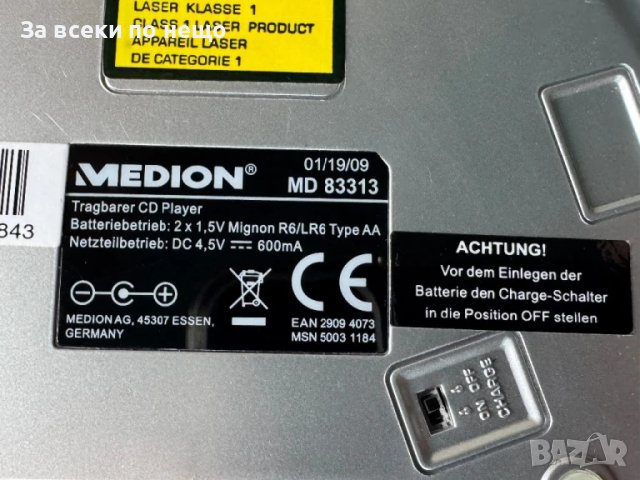 За всеки по нещо
LASER KLASSE 1
CLASS 1 LASER PRODUCT
APPAREIL LASER
DE CATEGORIE 1
843
MEDION®
01/19/09
MD 83313
Tragbarer CD Player
Batteriebetrieb: 2 x 1,5V Mignon R6/LR6 Type AA
Netzteilbetrieb: DC 4,5V 600mA
CE
MEDION AG, 45307 ESSEN,
GERMANY
EAN 2909 4073
MSN 5003 1184
ACHTUNG!
Vor dem Einlegen der
Batterie den Charge-Schalter
in die Position OFF stellen
OFF
ON
CHARGE
BAZAR